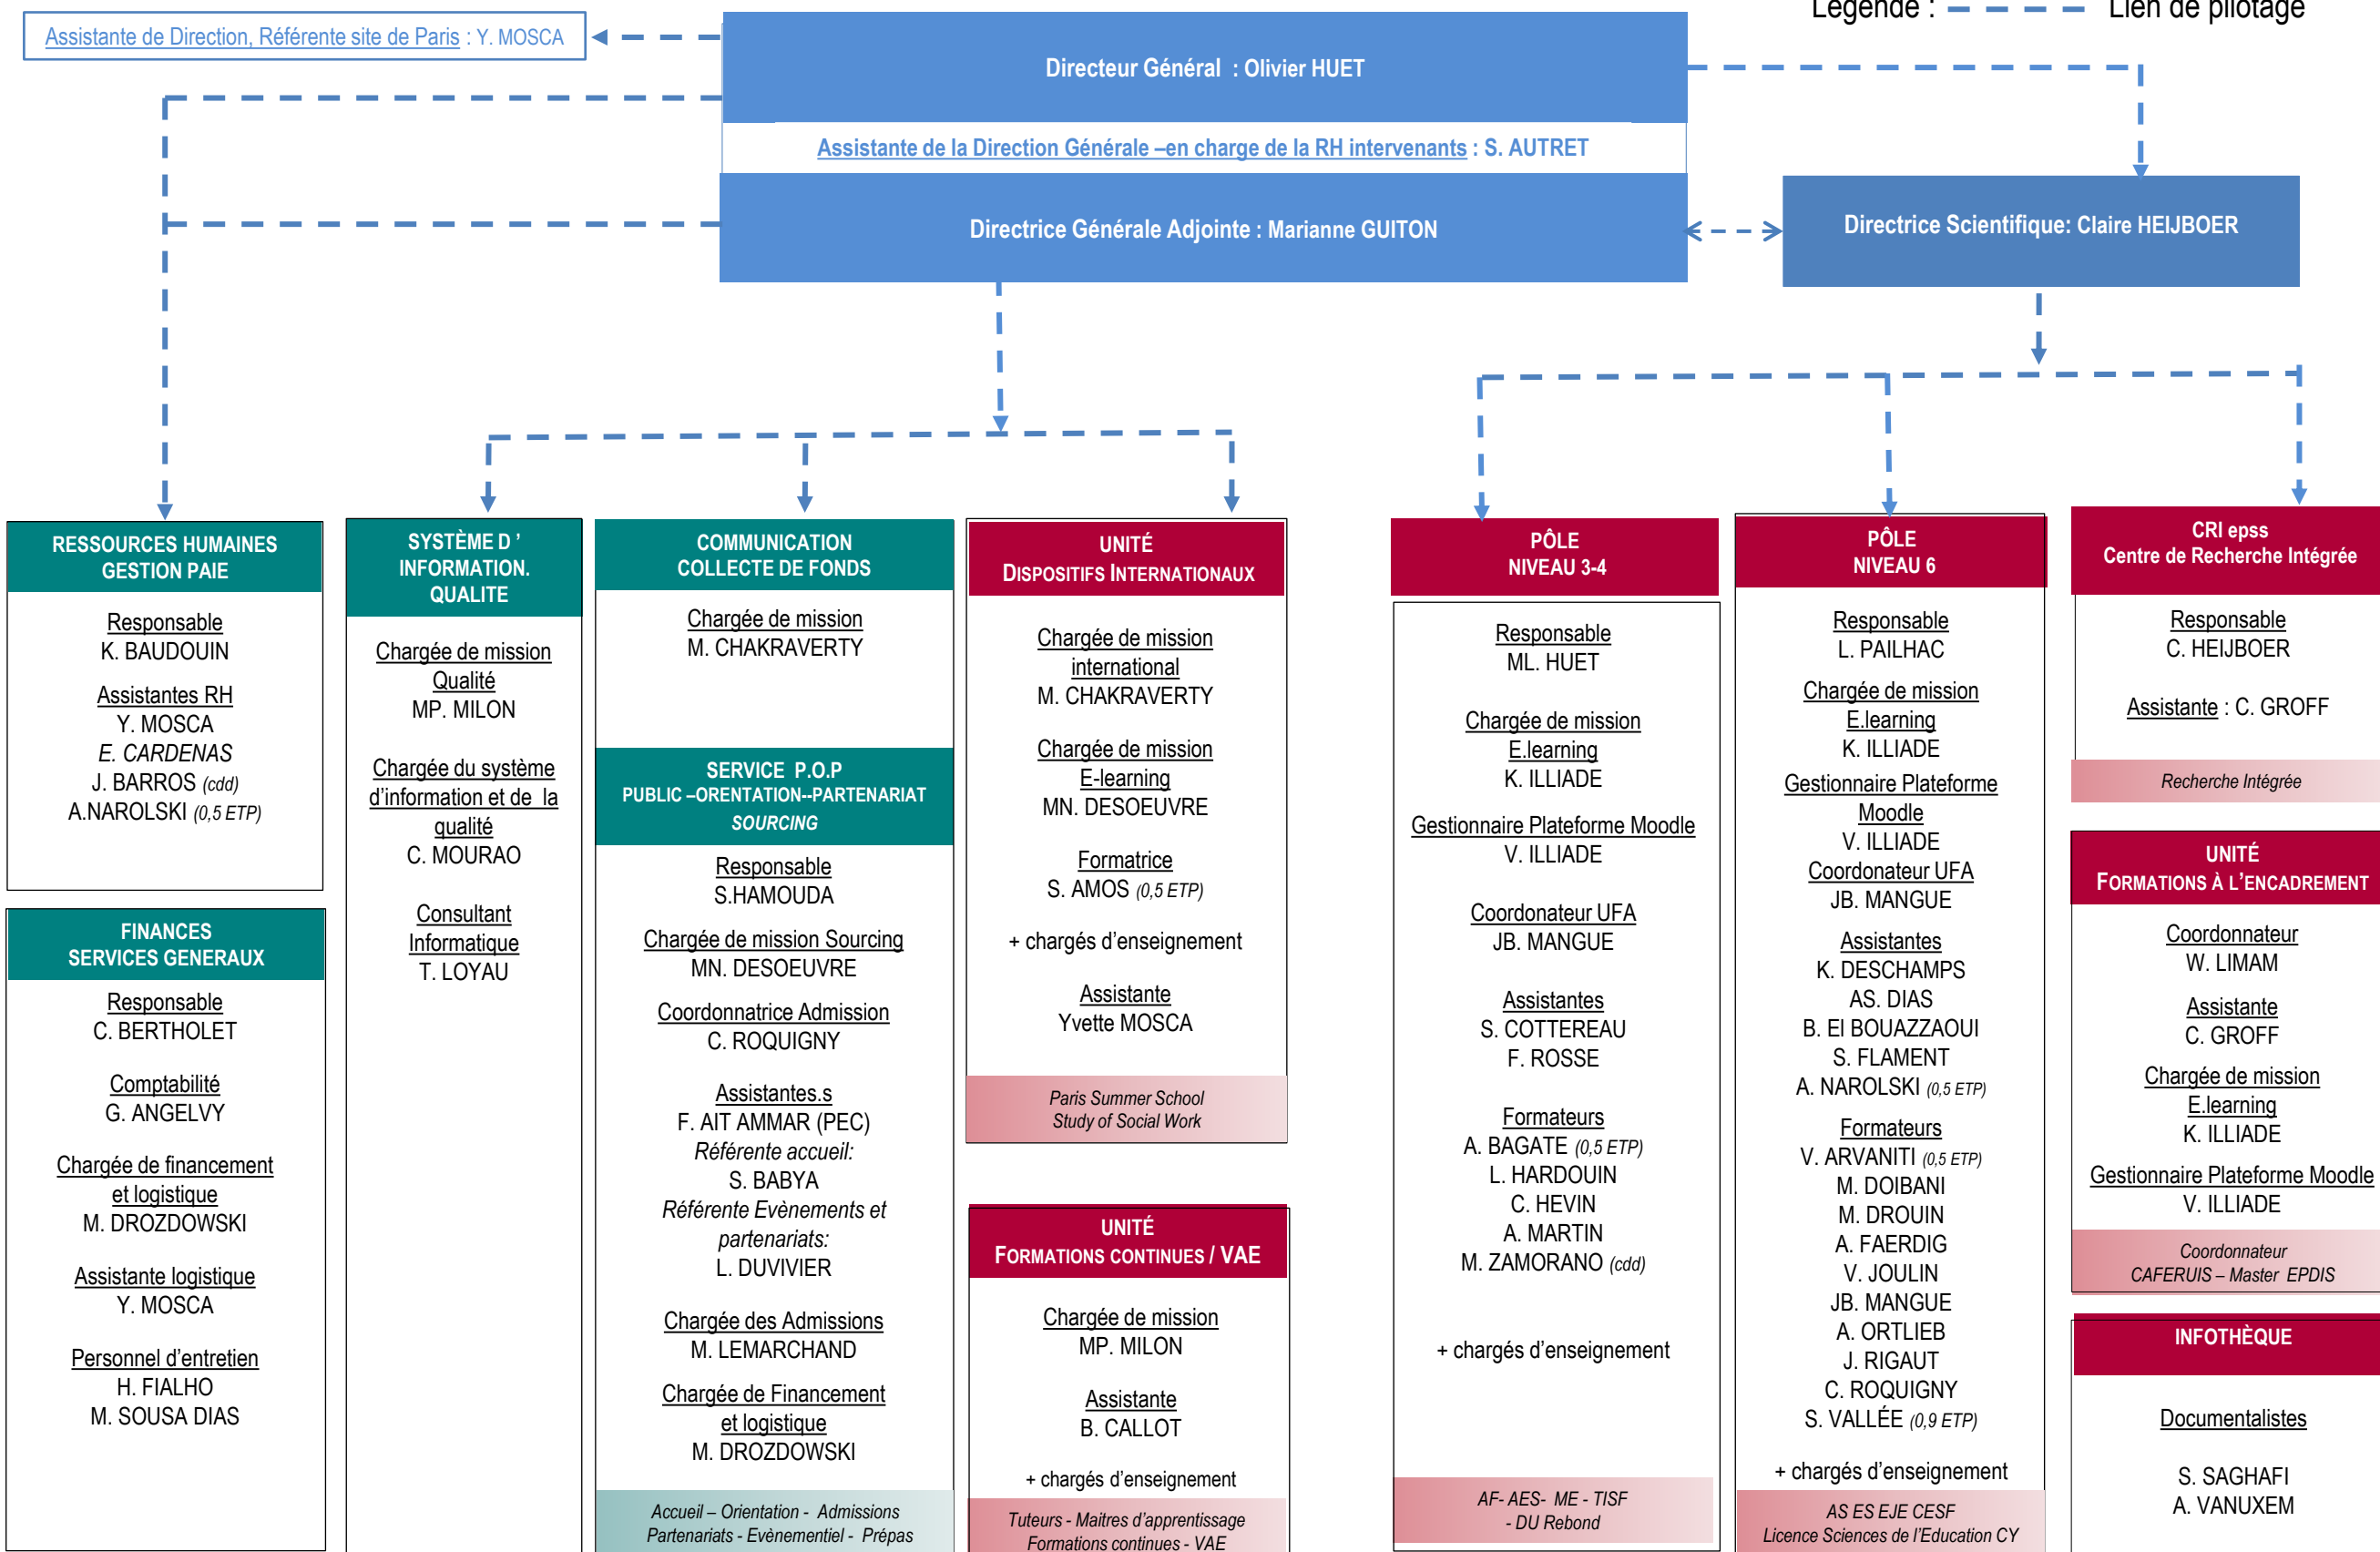 Légende : Lien de pilotage
Assistante de Direction, Référente site de Paris : Y. MOSCA
Directeur Général : Olivier HUET
Assistante de la Direction Générale –en charge de la RH intervenants : S. AUTRET
Directrice Générale Adjointe : Marianne GUITON
Directrice Scientifique: Claire HEIJBOER
RESSOURCES HUMAINES
GESTION PAIE
Responsable
K. BAUDOUIN
Assistantes RH
Y. MOSCA
E. CARDENAS
J. BARROS (cdd)
A.NAROLSKI (0,5 ETP)
FINANCES
SERVICES GENERAUX
Responsable
C. BERTHOLET
Comptabilité
G. ANGELVY
Chargée de financement
et logistique
M. DROZDOWSKI
Assistante logistique
Y. MOSCA
Personnel d’entretien
H. FIALHO
M. SOUSA DIAS
SYSTÈME D ’
INFORMATION.
QUALITE
Chargée de mission
Qualité
MP. MILON
Chargée du système
d’information et de la
qualité
C. MOURAO
Consultant
Informatique
T. LOYAU
COMMUNICATION
COLLECTE DE FONDS
Chargée de mission
M. CHAKRAVERTY
SERVICE P.O.P
PUBLIC –ORENTATION--PARTENARIAT
SOURCING
Responsable
S.HAMOUDA
Chargée de mission Sourcing
MN. DESOEUVRE
Coordonnatrice Admission
C. ROQUIGNY
Assistantes.s
F. AIT AMMAR (PEC)
Référente accueil:
S. BABYA
Référente Evènements et
partenariats:
L. DUVIVIER
Chargée des Admissions
M. LEMARCHAND
Chargée de Financement
et logistique
M. DROZDOWSKI
Accueil – Orientation - Admissions
Partenariats - Evènementiel - Prépas
UNITÉ
DISPOSITIFS INTERNATIONAUX
Chargée de mission
international
M. CHAKRAVERTY
Chargée de mission
E-learning
MN. DESOEUVRE
Formatrice
S. AMOS (0,5 ETP)
+ chargés d’enseignement
Assistante
Yvette MOSCA
Paris Summer School
Study of Social Work
UNITÉ
FORMATIONS CONTINUES / VAE
Chargée de mission
MP. MILON
Assistante
B. CALLOT
+ chargés d’enseignement
Tuteurs - Maitres d’apprentissage
Formations continues - VAE
PÔLE
NIVEAU 3-4
Responsable
ML. HUET
Chargée de mission
E.learning
K. ILLIADE
Gestionnaire Plateforme Moodle
V. ILLIADE
Coordonateur UFA
JB. MANGUE
Assistantes
S. COTTEREAU
F. ROSSE
Formateurs
A. BAGATE (0,5 ETP)
L. HARDOUIN
C. HEVIN
A. MARTIN
M. ZAMORANO (cdd)
+ chargés d’enseignement
AF- AES- ME - TISF
- DU Rebond
PÔLE
NIVEAU 6
Responsable
L. PAILHAC
Chargée de mission
E.learning
K. ILLIADE
Gestionnaire Plateforme
Moodle
V. ILLIADE
Coordonateur UFA
JB. MANGUE
Assistantes
K. DESCHAMPS
AS. DIAS
B. El BOUAZZAOUI
S. FLAMENT
A. NAROLSKI (0,5 ETP)
Formateurs
V. ARVANITI (0,5 ETP)
M. DOIBANI
M. DROUIN
A. FAERDIG
V. JOULIN
JB. MANGUE
A. ORTLIEB
J. RIGAUT
C. ROQUIGNY
S. VALLÉE (0,9 ETP)
+ chargés d’enseignement
AS ES EJE CESF
Licence Sciences de l’Education CY
CRI epss
Centre de Recherche Intégrée
Responsable
C. HEIJBOER
Assistante : C. GROFF
Recherche Intégrée
UNITÉ
FORMATIONS À L’ENCADREMENT
Coordonnateur
W. LIMAM
Assistante
C. GROFF
Chargée de mission
E.learning
K. ILLIADE
Gestionnaire Plateforme Moodle
V. ILLIADE
Coordonnateur
CAFERUIS – Master EPDIS
INFOTHÈQUE
Documentalistes
S. SAGHAFI
A. VANUXEM